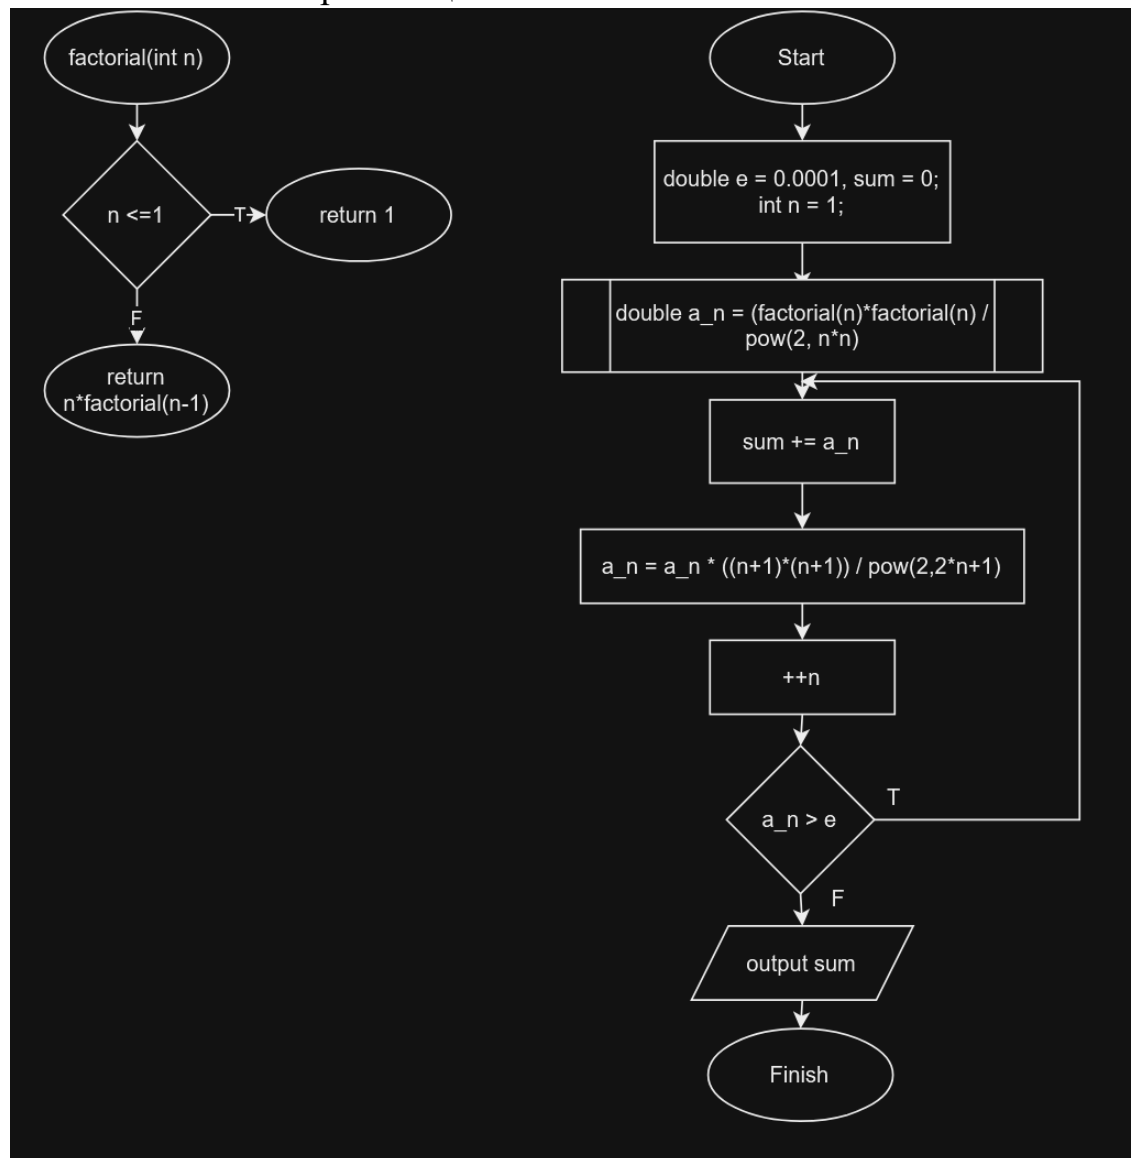 factorial(int n)
n <=1
T
return 1
F
return
n*factorial(n-1)
Start
double e = 0.0001, sum = 0;
int n = 1;
double a_n = (factorial(n)*factorial(n) /
pow(2, n*n)
sum += a_n
a_n = a_n * ((n+1)*(n+1)) / pow(2,2*n+1)
++n
a_n > e
T
F
output sum
Finish